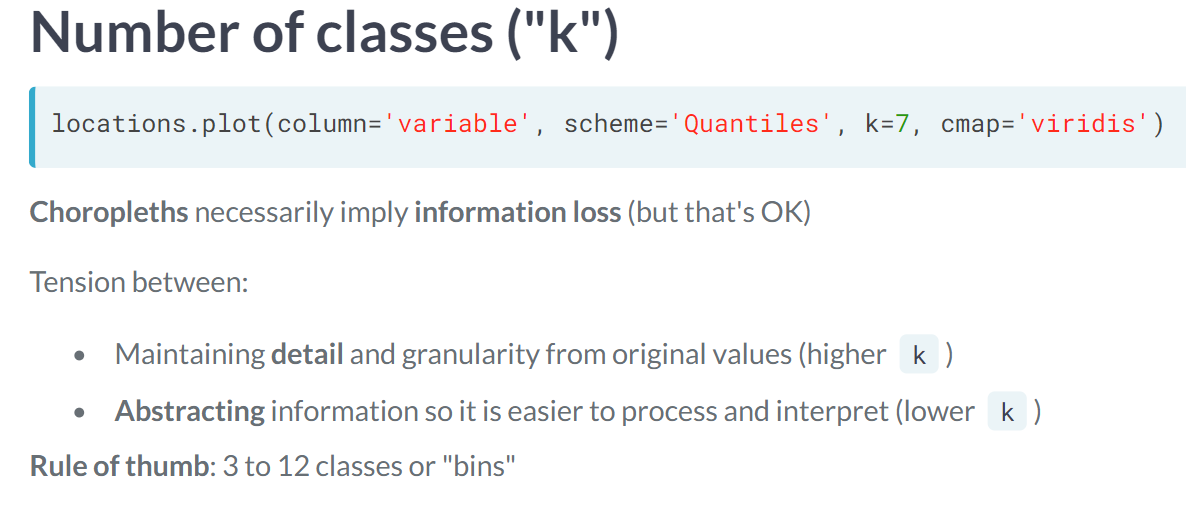 Number of classes ("k")
locations.plot(column='variable', scheme='Quantiles', k=7, cmap='viridis')
Choropleths necessarily imply information loss (but that's OK)
Tension between:
• Maintaining detail and granularity from original values (higher k )
• Abstracting information so it is easier to process and interpret (lower k )
Rule of thumb: 3 to 12 classes or "bins"